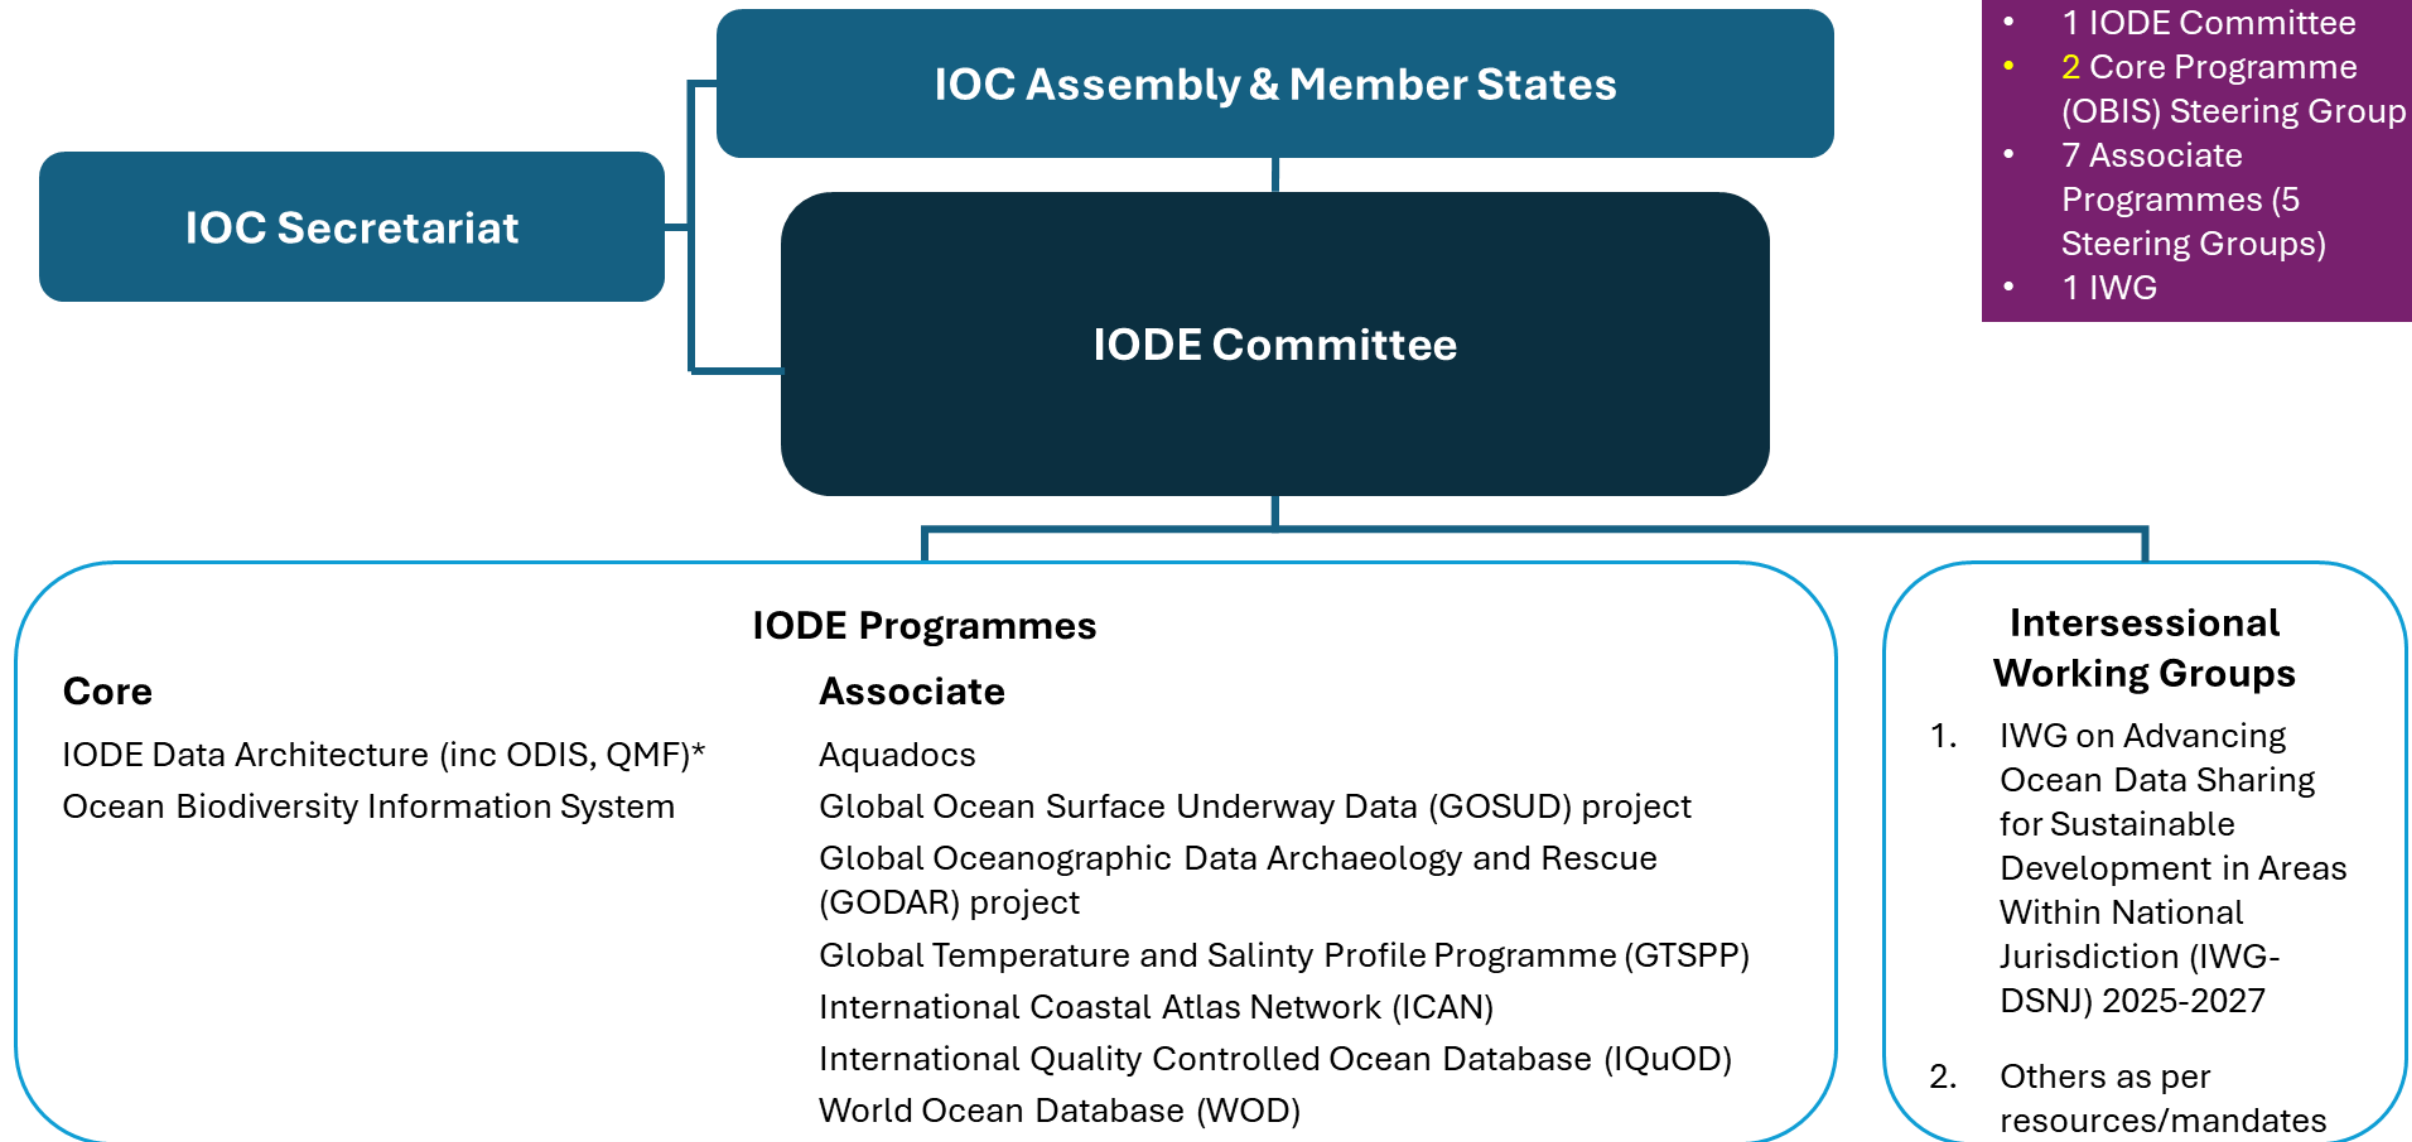 IOC Assembly & Member States
IOC Secretariat
IODE Committee
• 1 IODE Committee
• 2 Core Programme
(OBIS) Steering Group
• 7 Associate
Programmes (5
Steering Groups)
• 1 IWG
IODE Programmes
Core
IODE Data Architecture (inc ODIS, QMF)*
Ocean Biodiversity Information System
Associate
Aquadocs
Global Ocean Surface Underway Data (GOSUD) project
Global Oceanographic Data Archaeology and Rescue
(GODAR) project
Global Temperature and Salinty Profile Programme (GTSPP)
International Coastal Atlas Network (ICAN)
International Quality Controlled Ocean Database (IQuOD)
World Ocean Database (WOD)
Intersessional
Working Groups
1. IWG on Advancing
Ocean Data Sharing
for Sustainable
Development in Areas
Within National
Jurisdiction (IWG-
DSNJ) 2025-2027
2. Others as per
resources/mandates